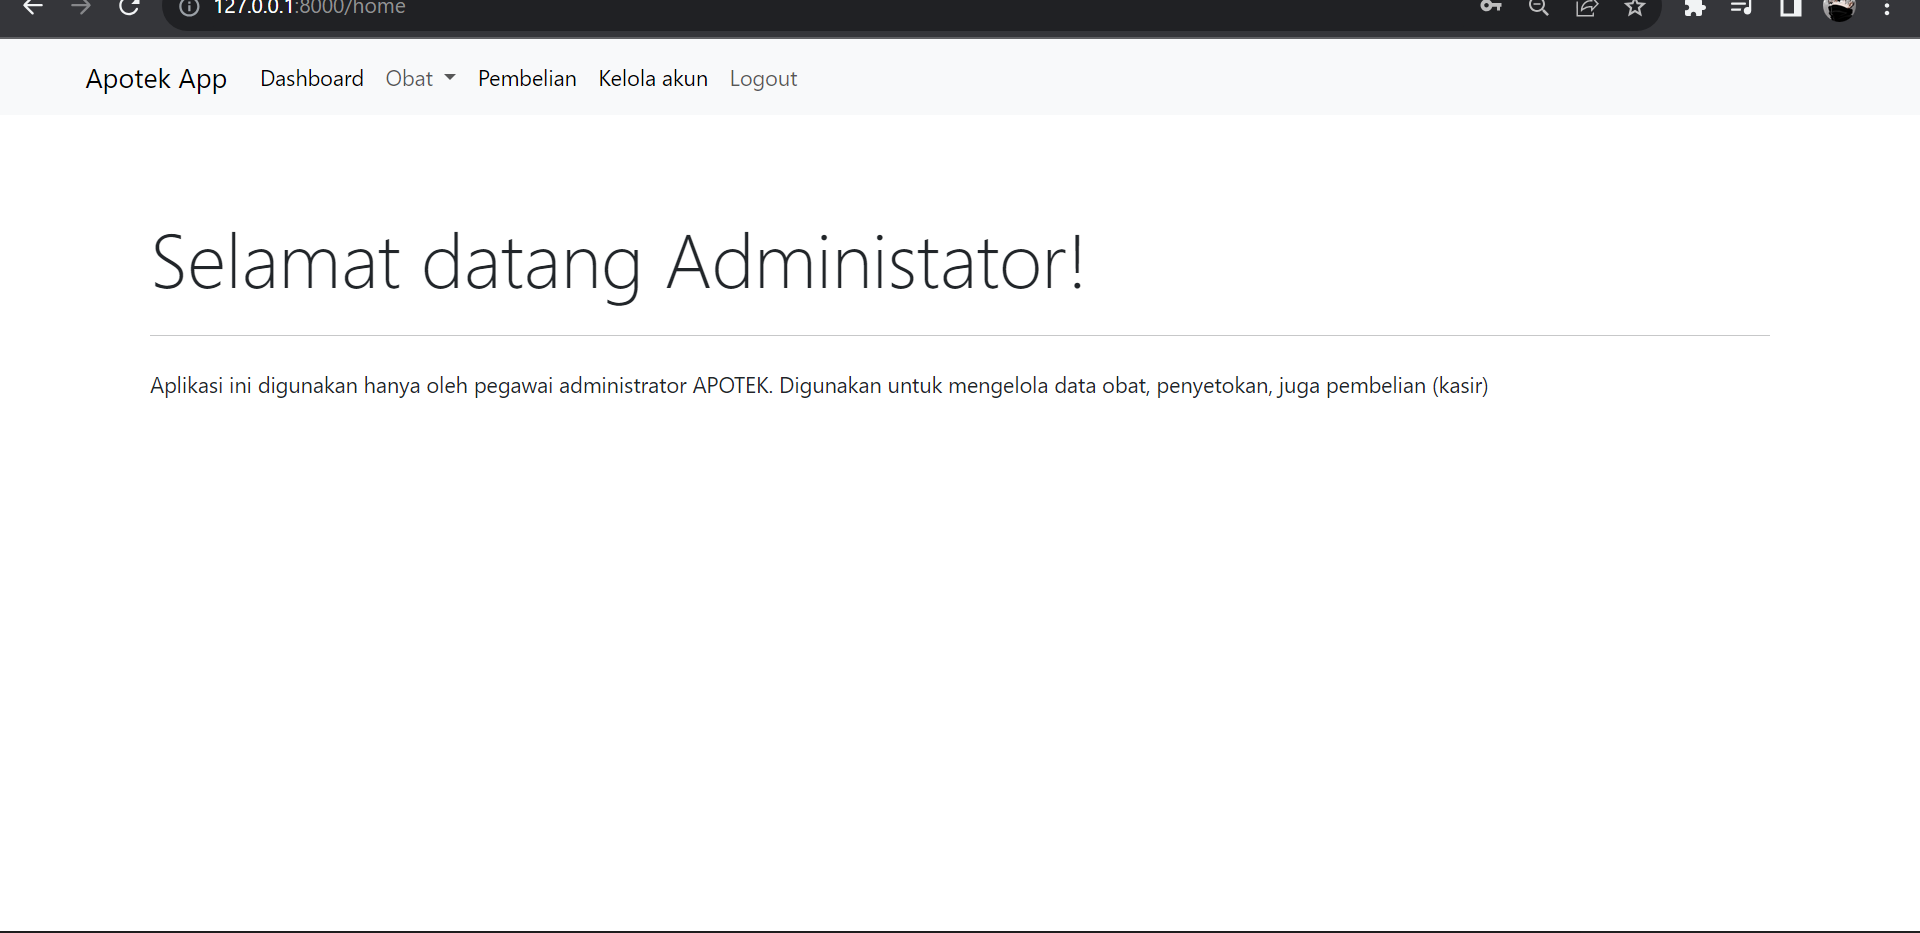 127.0.0.1:8000/home
Apotek App Dashboard Obat Pembelian Kelola akun Logout
Selamat datang Administator!
Aplikasi ini digunakan hanya oleh pegawai administrator APOTEK. Digunakan untuk mengelola data obat, penyetokan, juga pembelian (kasir)